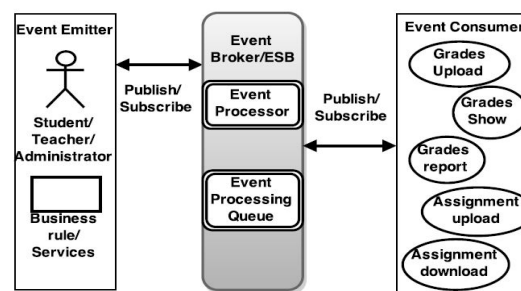 Event Emitter
Student/
Teacher/
Administrator
Business
rule/
Services
Publish/
Subscribe
Event
Broker/ESB
Event
Processor
Event
Processing
Queue
Publish/
Subscribe
Event Consumer
Grades
Upload
Grades
Show
Grades
report
Assignment
upload
Assignment
download